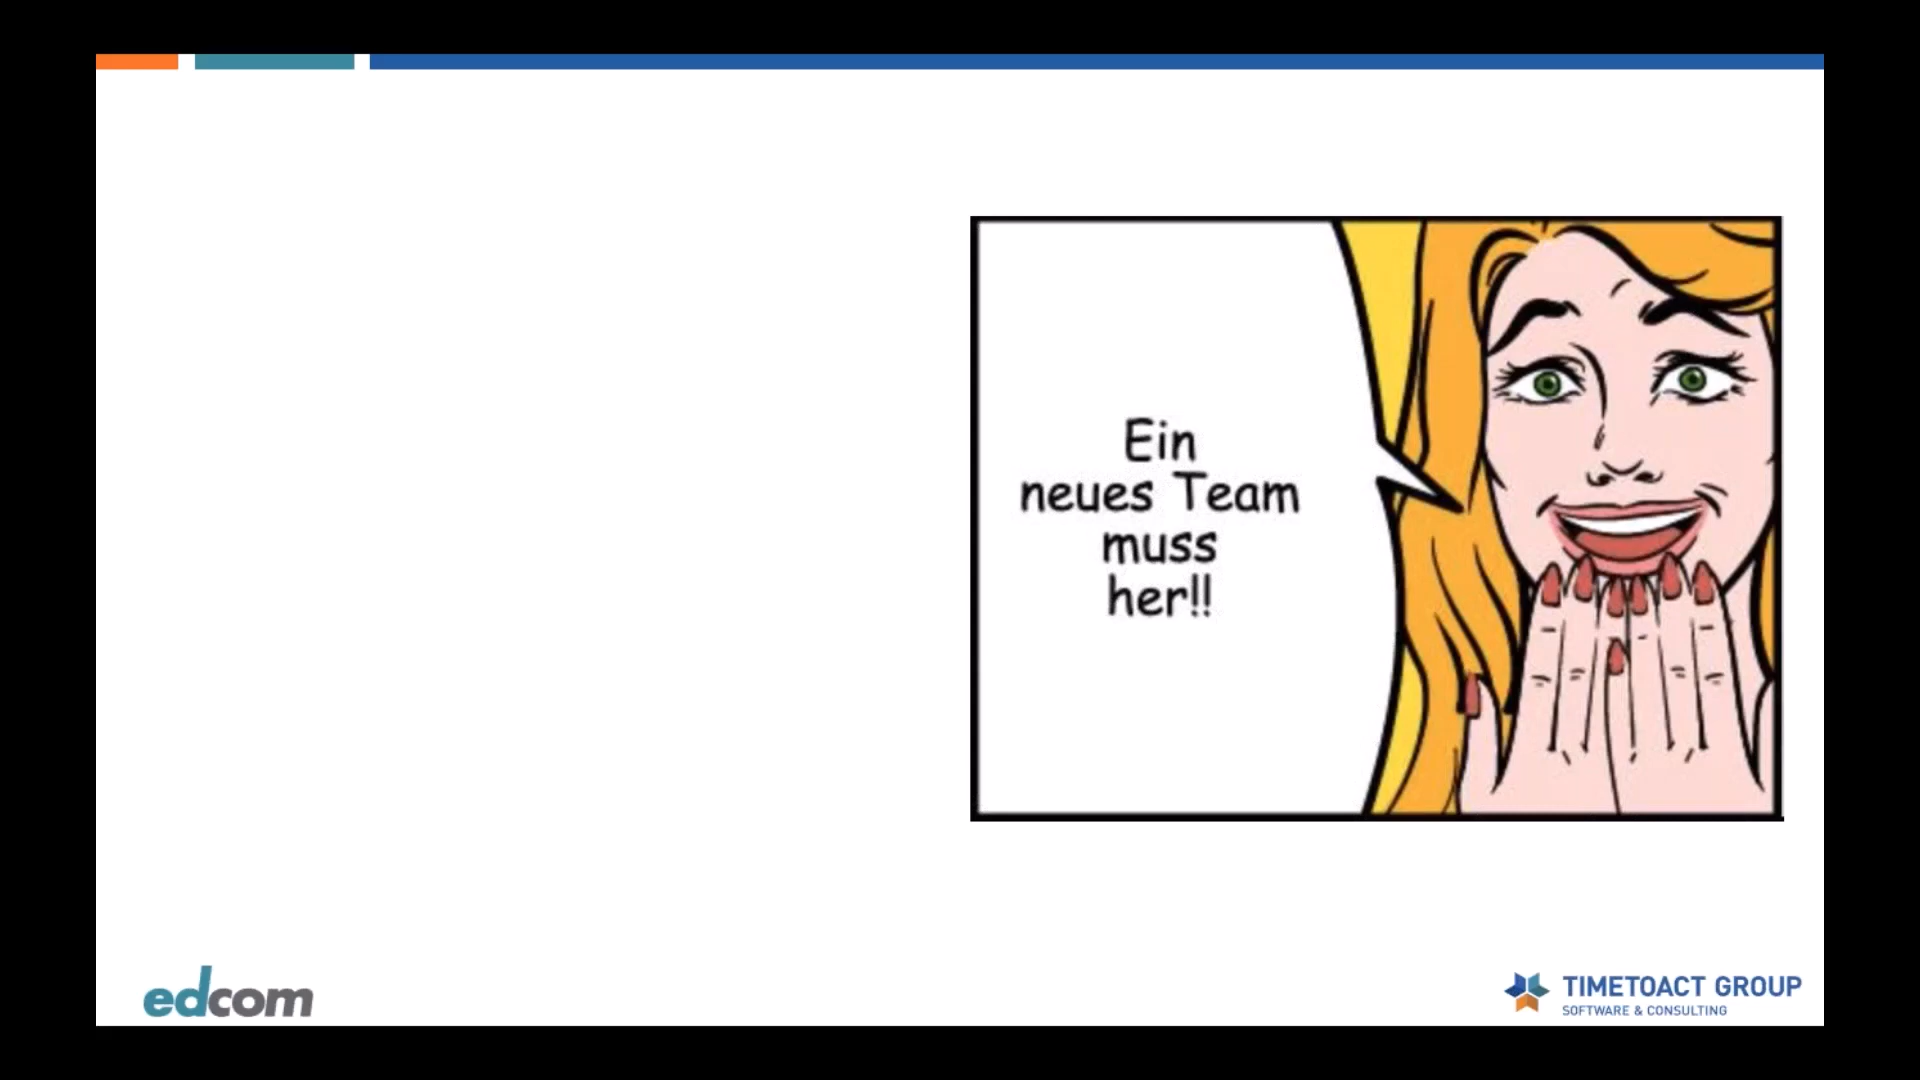 Ein
neues Team
muss
her!!
edcom
TIMETOACT GROUP
SOFTWARE & CONSULTING